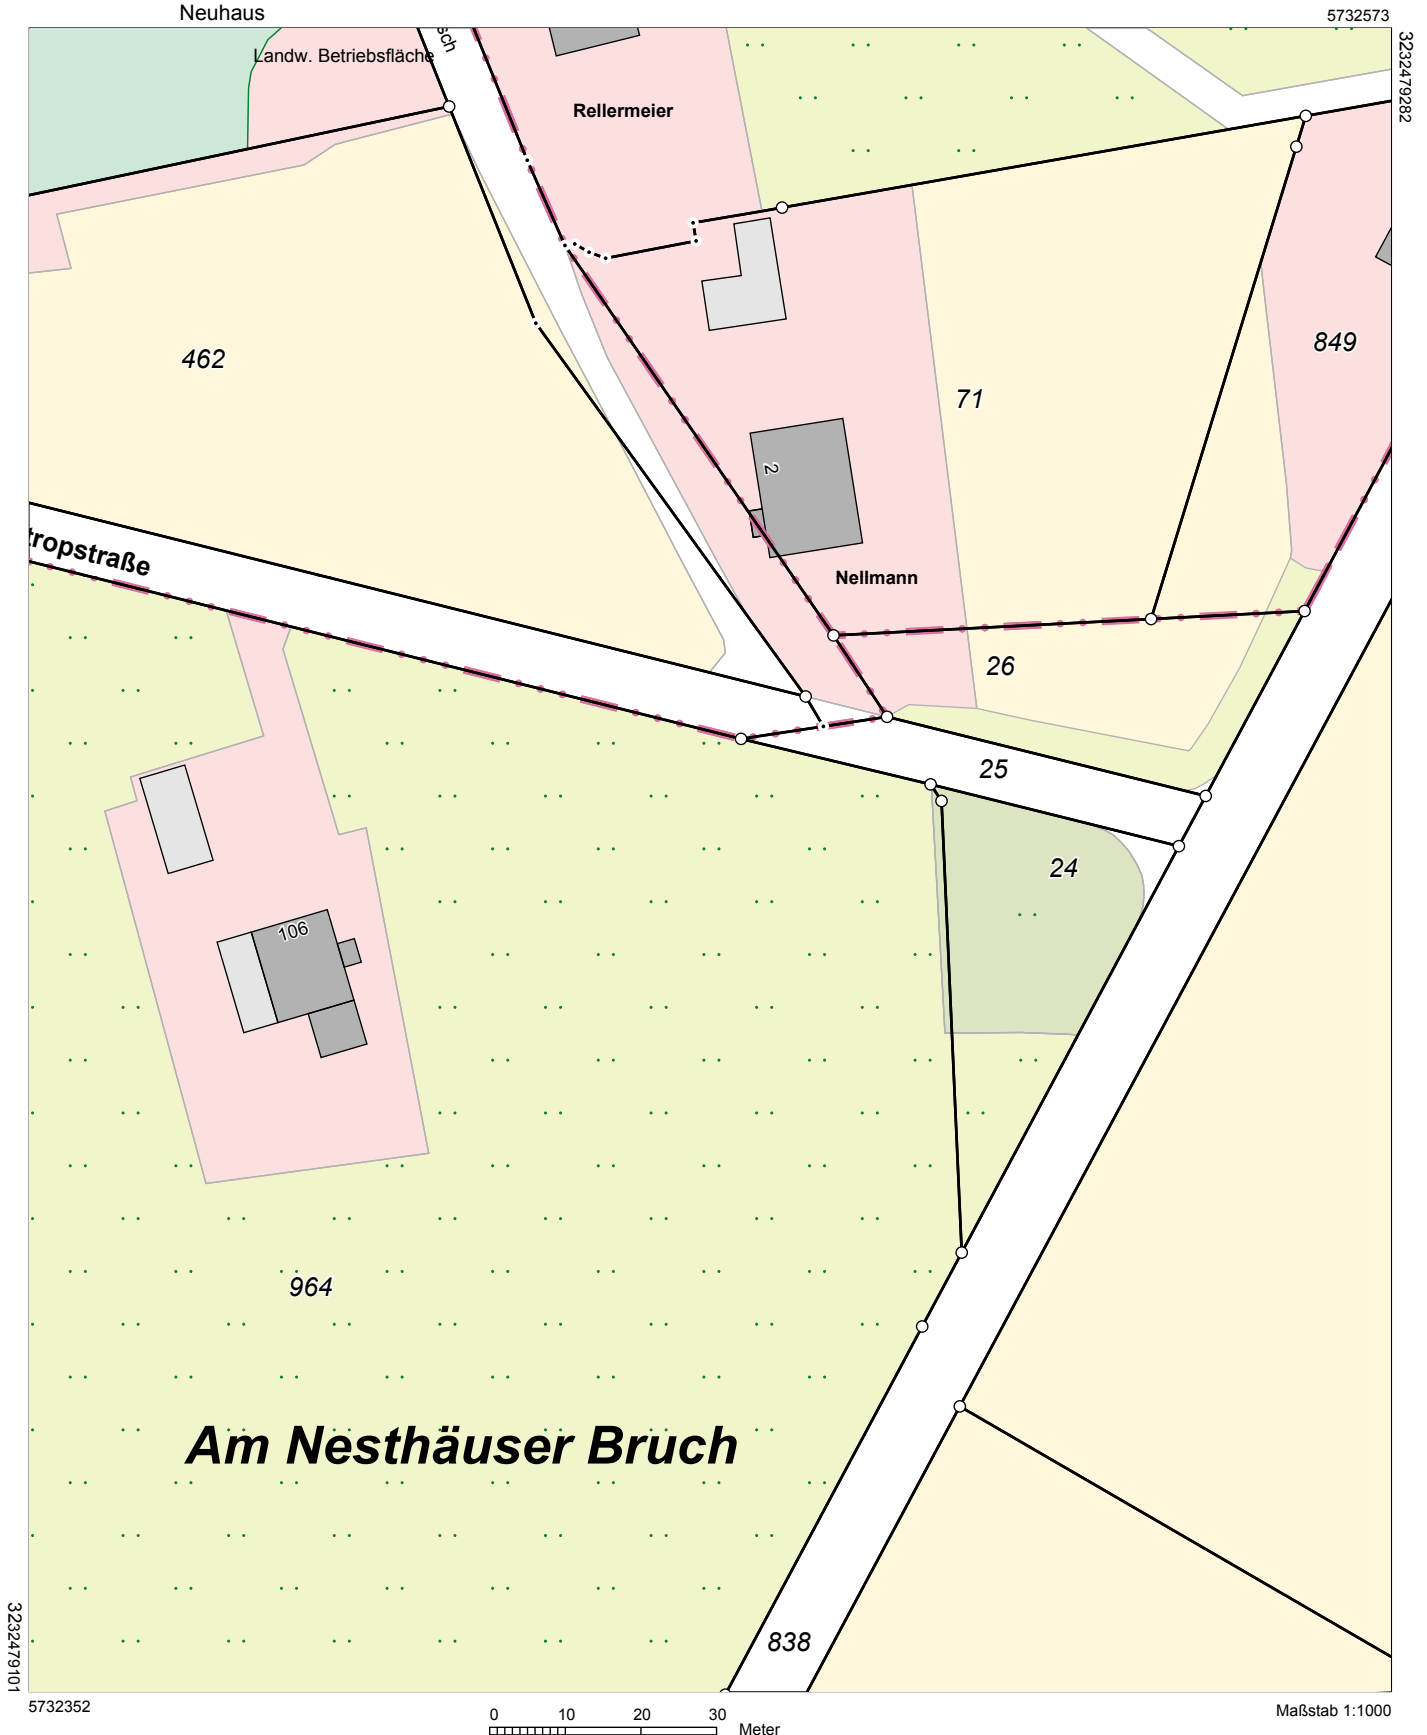 Neuhaus
5732573
3232479282
sch
Landw. Betriebsfläche
Rellermeier
462
849
71
2
tropstraße
Nellmann
26
25
24
106
964
Am Nesthäuser Bruch
838
3232479101
5732352
0 10 20 30
Meter
Maßstab 1:1000